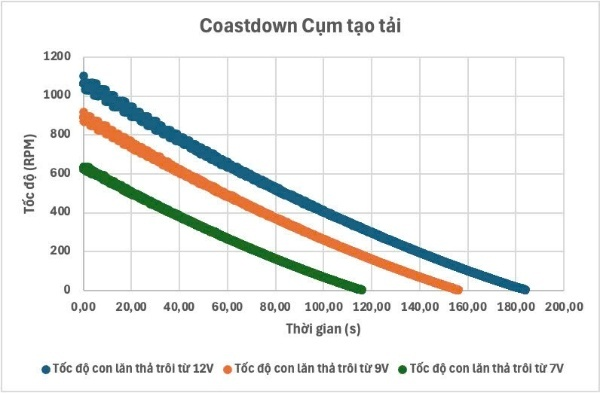 Coastdown Cụm tạo tải
1200
1000
800
600
400
200
0
Tốc độ (RPM)
0,00 20,00 40,00 60,00 80,00 100,00 120,00 140,00 160,00 180,00 200,00
Thời gian (s)
Tốc độ con lăn thả trôi từ 12V Tốc độ con lăn thả trôi từ 9V Tốc độ con lăn thả trôi từ 7V